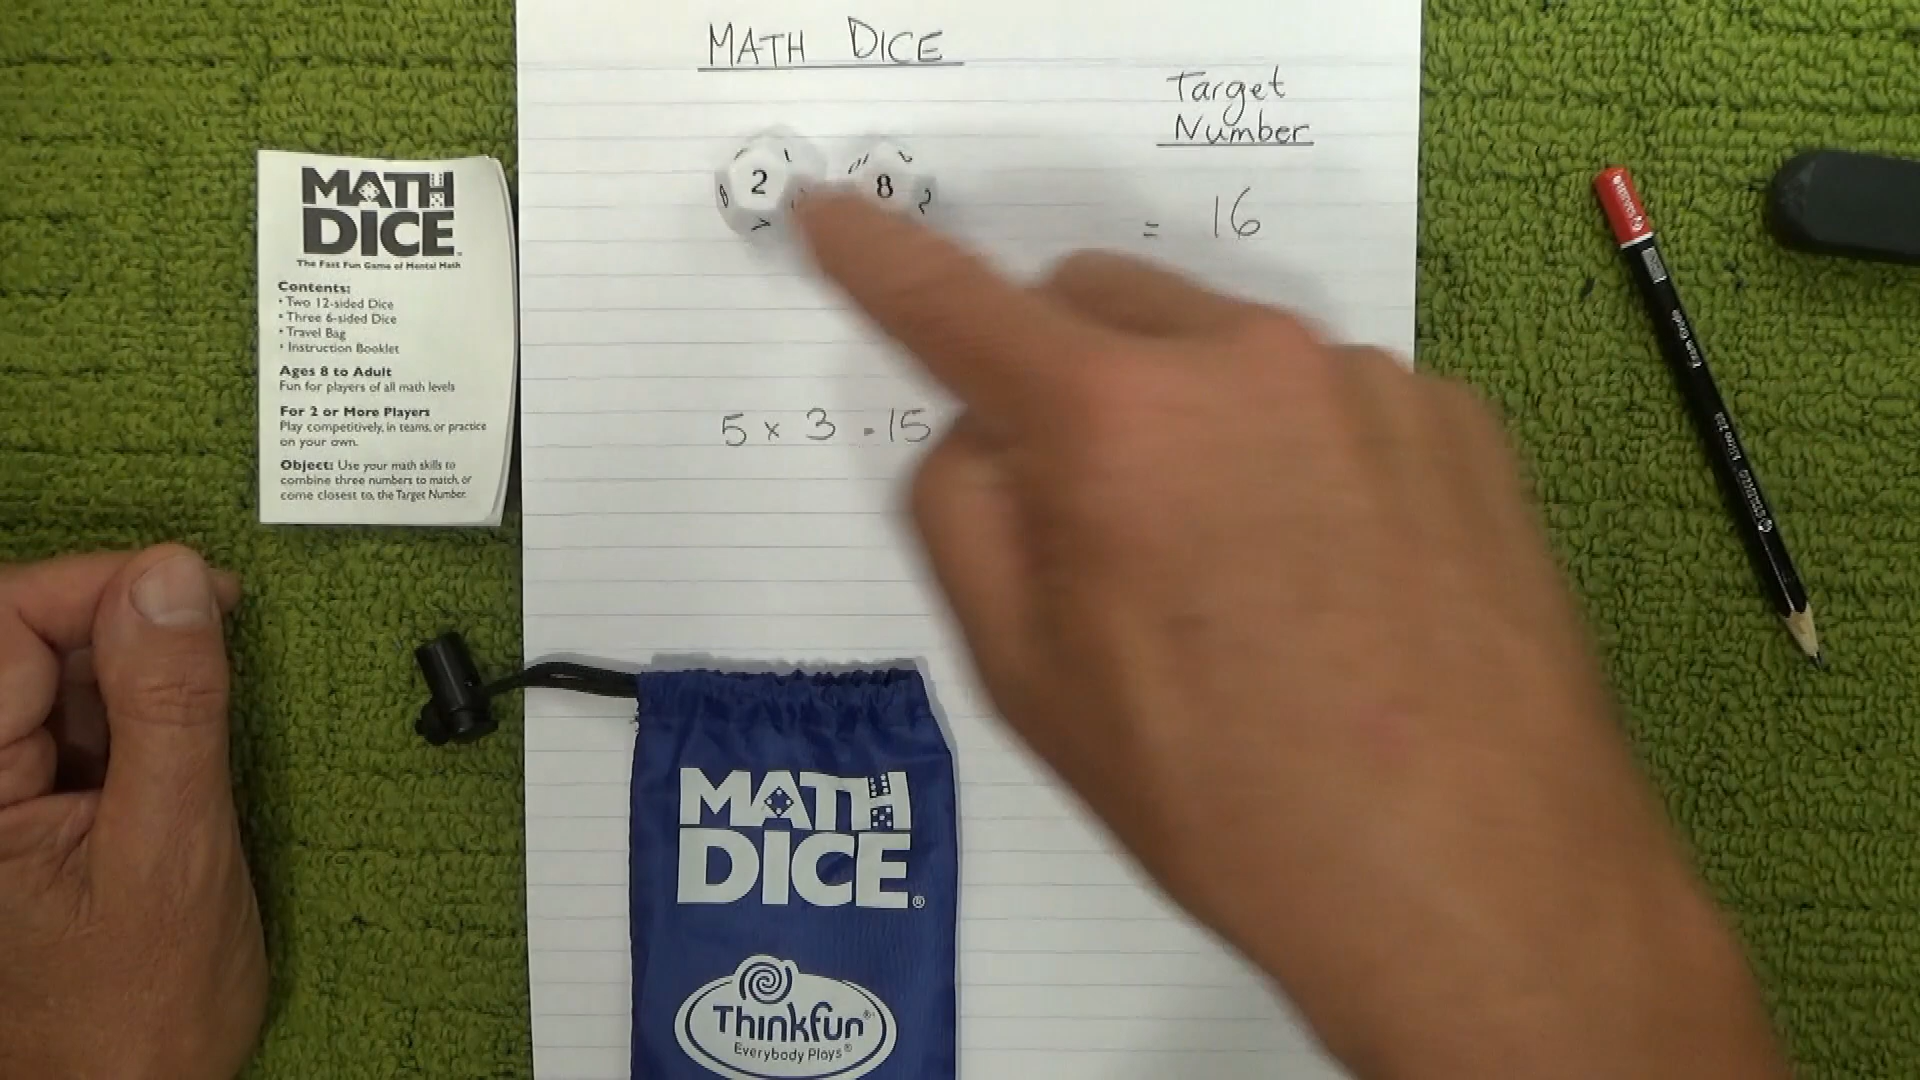 MATH DICE
Target
Number
2 8
= 16
5 x 3 = 15
MATH
DICE
The Fast Fun Game of Mental Math
Contents:
• Two 12-sided Dice
• Three 6-sided Dice
• Travel Bag
• Instruction Booklet
Ages 8 to Adult
Fun for players of all math levels
For 2 or More Players
Play competitively, in teams, or practice
on your own.
Object: Use your math skills to
combine three numbers to match, or
come closest to, the Target Number.
MATH
DICE®
ThinkFun®
Everybody Plays®